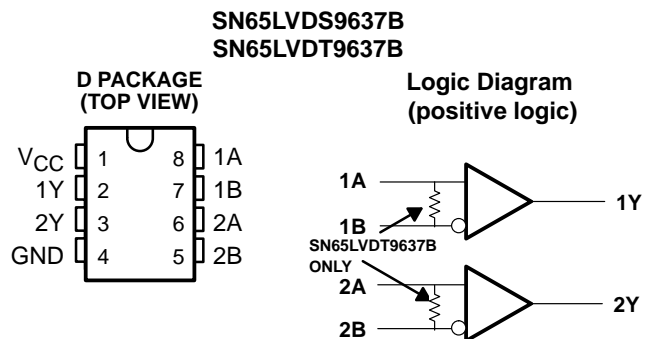 SN65LVDS9637B
SN65LVDT9637B
D PACKAGE
(TOP VIEW)
VCC 1 8 1A
1Y 2 7 1B
2Y 3 6 2A
GND 4 5 2B
Logic Diagram
(positive logic)
1A
1Y
1B
SN65LVDT9637B
ONLY
2A
2Y
2B